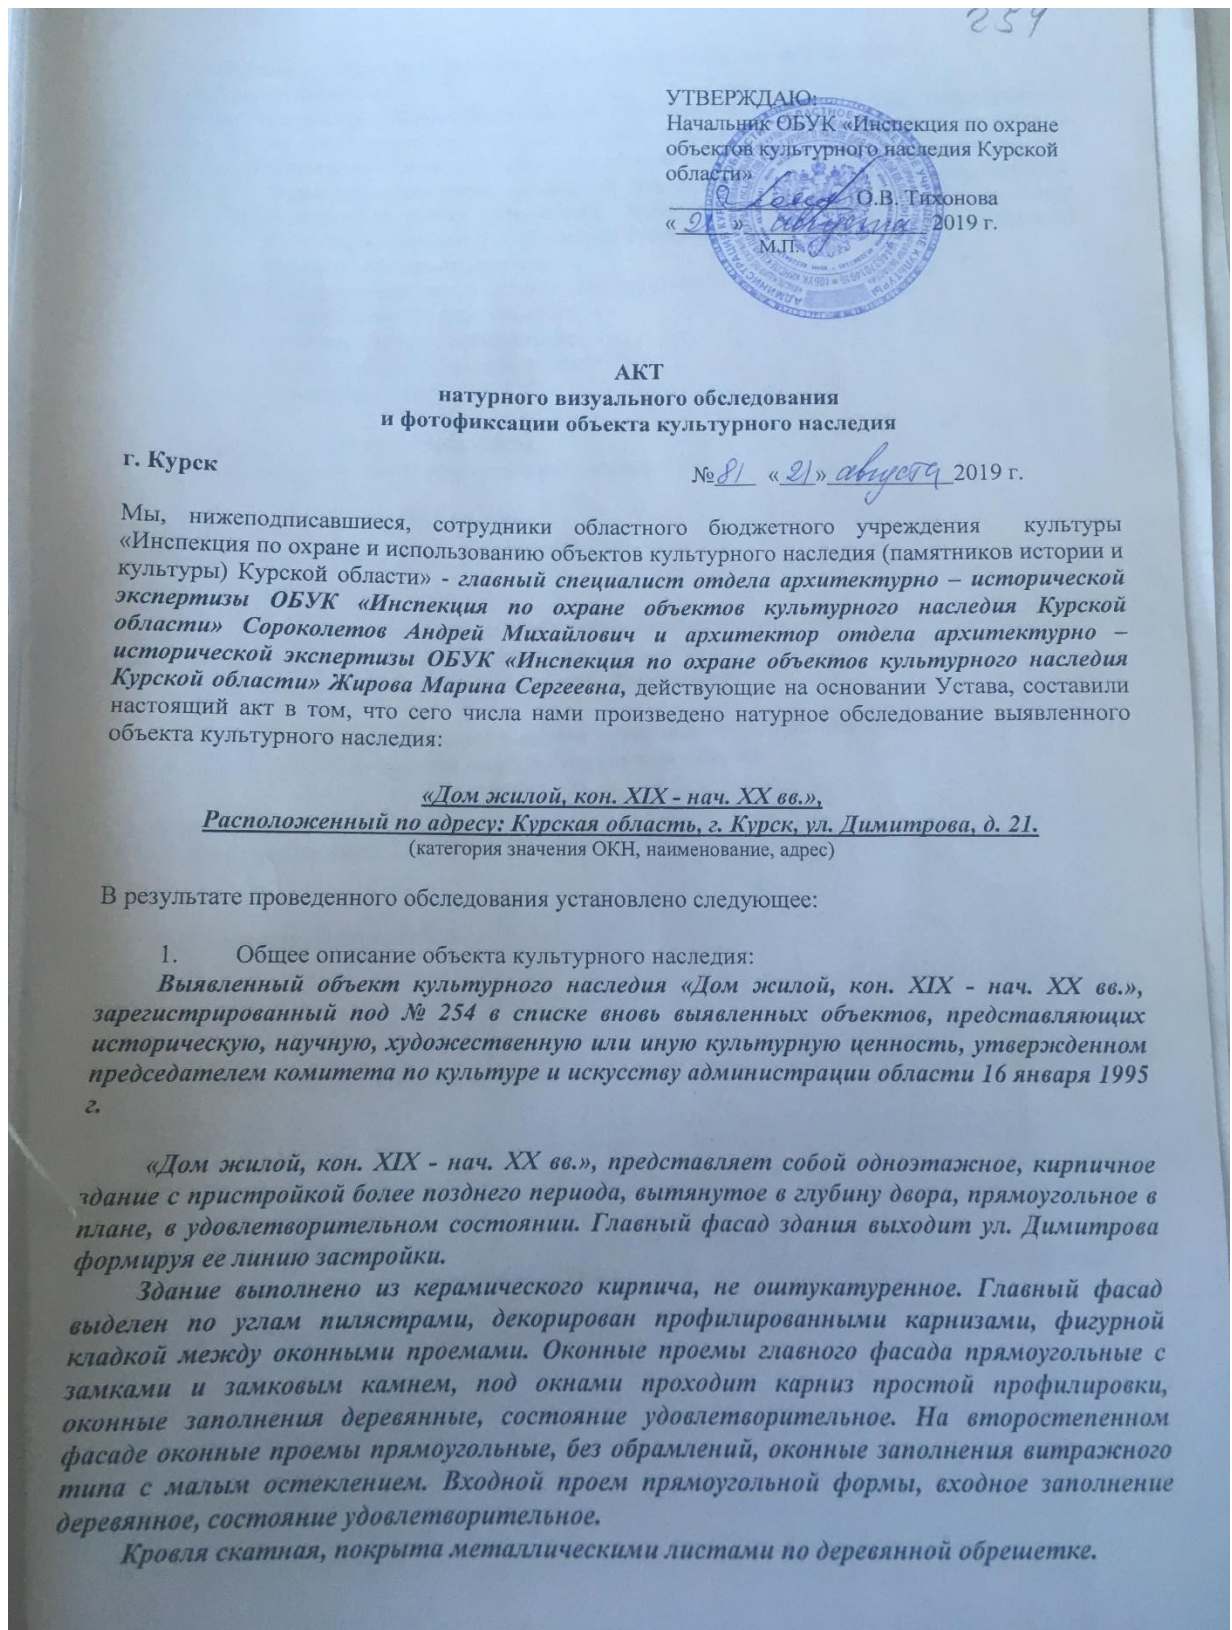 254
УТВЕРЖДАЮ:
Начальник ОБУК «Инспекция по охране
объектов культурного наследия Курской
области»
О.В. Тихонова
«21» августа 2019 г.
М.П.
АКТ
натурного визуального обследования
и фотофиксации объекта культурного наследия
г. Курск
№81 «21» августа 2019 г.
Мы, нижеподписавшиеся, сотрудники областного бюджетного учреждения культуры
«Инспекция по охране и использованию объектов культурного наследия (памятников истории и
культуры) Курской области» - главный специалист отдела архитектурно – исторической
экспертизы ОБУК «Инспекция по охране объектов культурного наследия Курской
области» Сороколетов Андрей Михайлович и архитектор отдела архитектурно –
исторической экспертизы ОБУК «Инспекция по охране объектов культурного наследия
Курской области» Жирова Марина Сергеевна, действующие на основании Устава, составили
настоящий акт в том, что сего числа нами произведено натурное обследование выявленного
объекта культурного наследия:
«Дом жилой, кон. XIX - нач. XX вв.»,
Расположенный по адресу: Курская область, г. Курск, ул. Димитрова, д. 21.
(категория значения ОКН, наименование, адрес)
В результате проведенного обследования установлено следующее:
1. Общее описание объекта культурного наследия:
Выявленный объект культурного наследия «Дом жилой, кон. XIX - нач. XX вв.»,
зарегистрированный под № 254 в списке вновь выявленных объектов, представляющих
историческую, научную, художественную или иную культурную ценность, утвержденном
председателем комитета по культуре и искусству администрации области 16 января 1995
г.
«Дом жилой, кон. XIX - нач. XX вв.», представляет собой одноэтажное, кирпичное
здание с пристройкой более позднего периода, вытянутое в глубину двора, прямоугольное в
плане, в удовлетворительном состоянии. Главный фасад здания выходит ул. Димитрова
формируя ее линию застройки.
Здание выполнено из керамического кирпича, не оштукатуренное. Главный фасад
выделен по углам пилястрами, декорирован профилированными карнизами, фигурной
кладкой между оконными проемами. Оконные проемы главного фасада прямоугольные с
замками и замковым камнем, под окнами проходит карниз простой профилировки,
оконные заполнения деревянные, состояние удовлетворительное. На второстепенном
фасаде оконные проемы прямоугольные, без обрамлений, оконные заполнения витражного
типа с малым остеклением. Входной проем прямоугольной формы, входное заполнение
деревянное, состояние удовлетворительное.
Кровля скатная, покрыта металлическими листами по деревянной обрешетке.